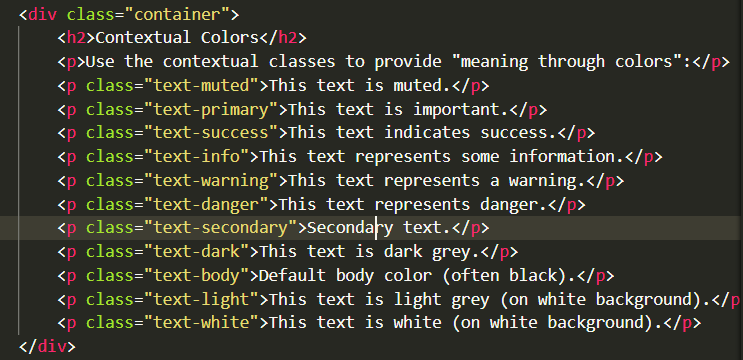 <div class="container">
<h2>Contextual Colors</h2>
<p>Use the contextual classes to provide "meaning through colors":</p>
<p class="text-muted">This text is muted.</p>
<p class="text-primary">This text is important.</p>
<p class="text-success">This text indicates success.</p>
<p class="text-info">This text represents some information.</p>
<p class="text-warning">This text represents a warning.</p>
<p class="text-danger">This text represents danger.</p>
<p class="text-secondary">Secondary text.</p>
<p class="text-dark">This text is dark grey.</p>
<p class="text-body">Default body color (often black).</p>
<p class="text-light">This text is light grey (on white background).</p
<p class="text-white">This text is white (on white background).</p>
</div>